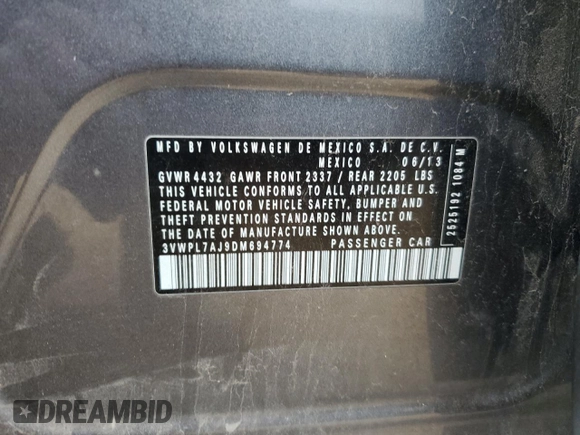 MFD BY VOLKSWAGEN DE MEXICO S.A. DE C.V.
MEXICO 06/13
GVWR 4432 GAWR FRONT 2337 / REAR 2205 LBS
THIS VEHICLE CONFORMS TO ALL APPLICABLE U.S.
FEDERAL MOTOR VEHICLE SAFETY, BUMPER AND
THEFT PREVENTION STANDARDS IN EFFECT ON THE
DATE OF MANUFACTURE SHOWN ABOVE.
3VWPL7AJ9DM694774 PASSENGER CAR
2525192 1084 M
DREAMBID